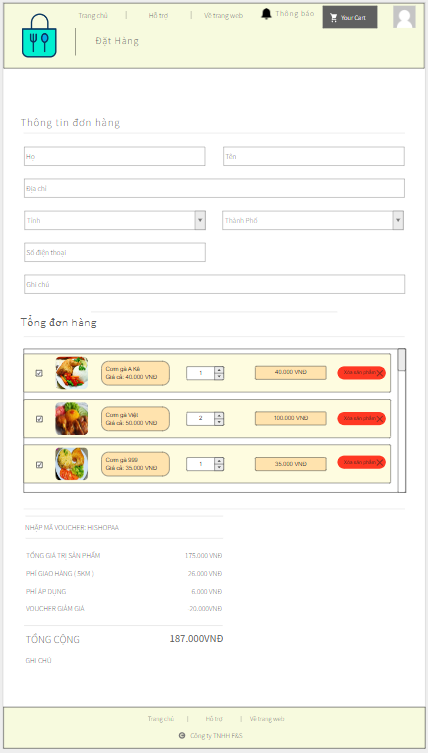 Trang chủ | Hỗ trợ | Về trang web Thông báo Your Cart
Đặt Hàng
Thông tin đơn hàng
Họ Tên
Địa chỉ
Tỉnh Thành Phố
Số điện thoại
Ghi chú
Tổng đơn hàng
Cơm gà A Kê
Giá cả: 40.000 VNĐ
1
40.000 VNĐ
Xóa sản phẩm
Cơm gà Việt
Giá cả: 50.000 VNĐ
2
100.000 VNĐ
Xóa sản phẩm
Cơm gà 999
Giá cả: 35.000 VNĐ
1
35.000 VNĐ
Xóa sản phẩm
NHẬP MÃ VOUCHER: HISHOPAA
TỔNG GIÁ TRỊ SẢN PHẨM 175.000 VNĐ
PHÍ GIAO HÀNG ( 5KM ) 26.000 VNĐ
PHÍ ÁP DỤNG 6.000 VNĐ
VOUCHER GIẢM GIÁ 20.000VNĐ
TỔNG CỘNG 187.000VNĐ
GHI CHÚ
Trang chủ | Hỗ trợ | Về trang web
Công ty TNHH F&S